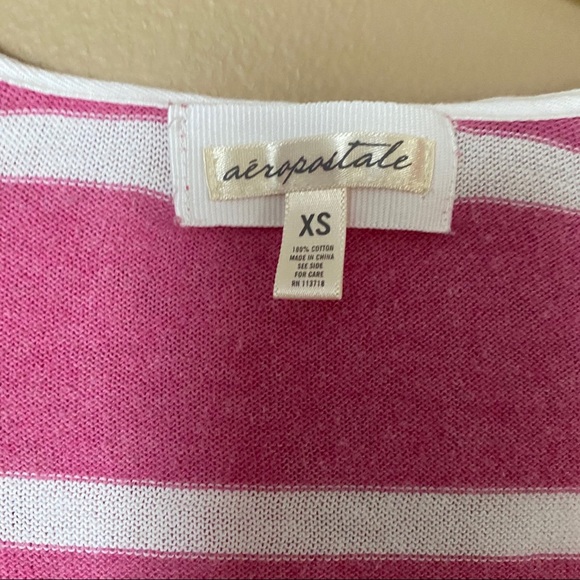 aéropostale
XS
100% COTTON
MADE IN CHINA
SEE SIDE
FOR CARE
RN 113718